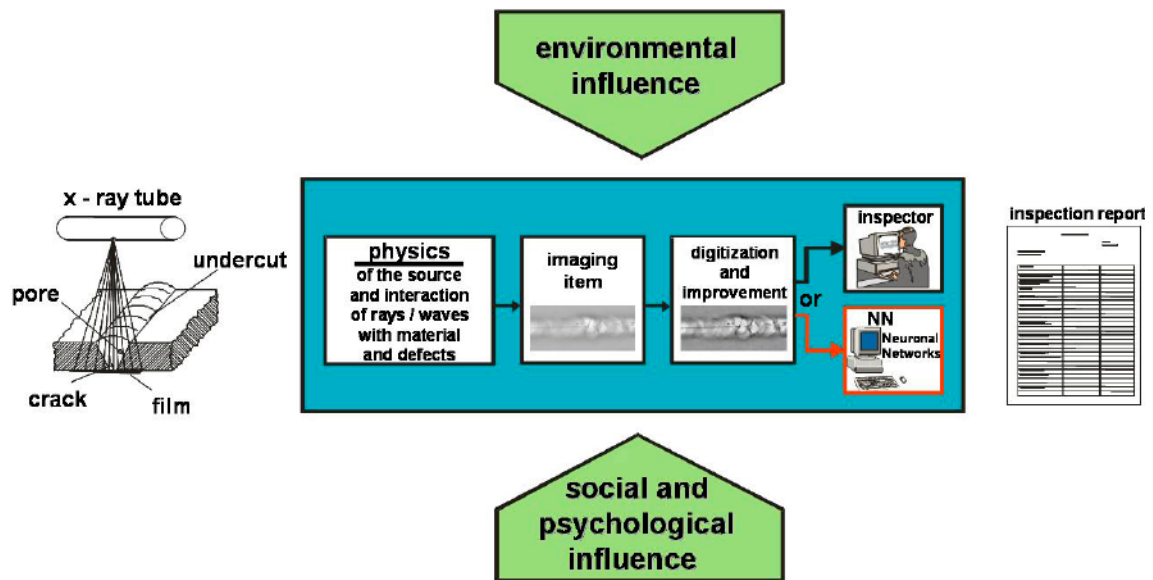 environmental
influence
x - ray tube
undercut
pore
crack
film
physics
of the source
and interaction
of rays / waves
with material
and defects
imaging
item
digitization
and
improvement
or
inspector
NN
Neuronal
Networks
inspection report
social and
psychological
influence